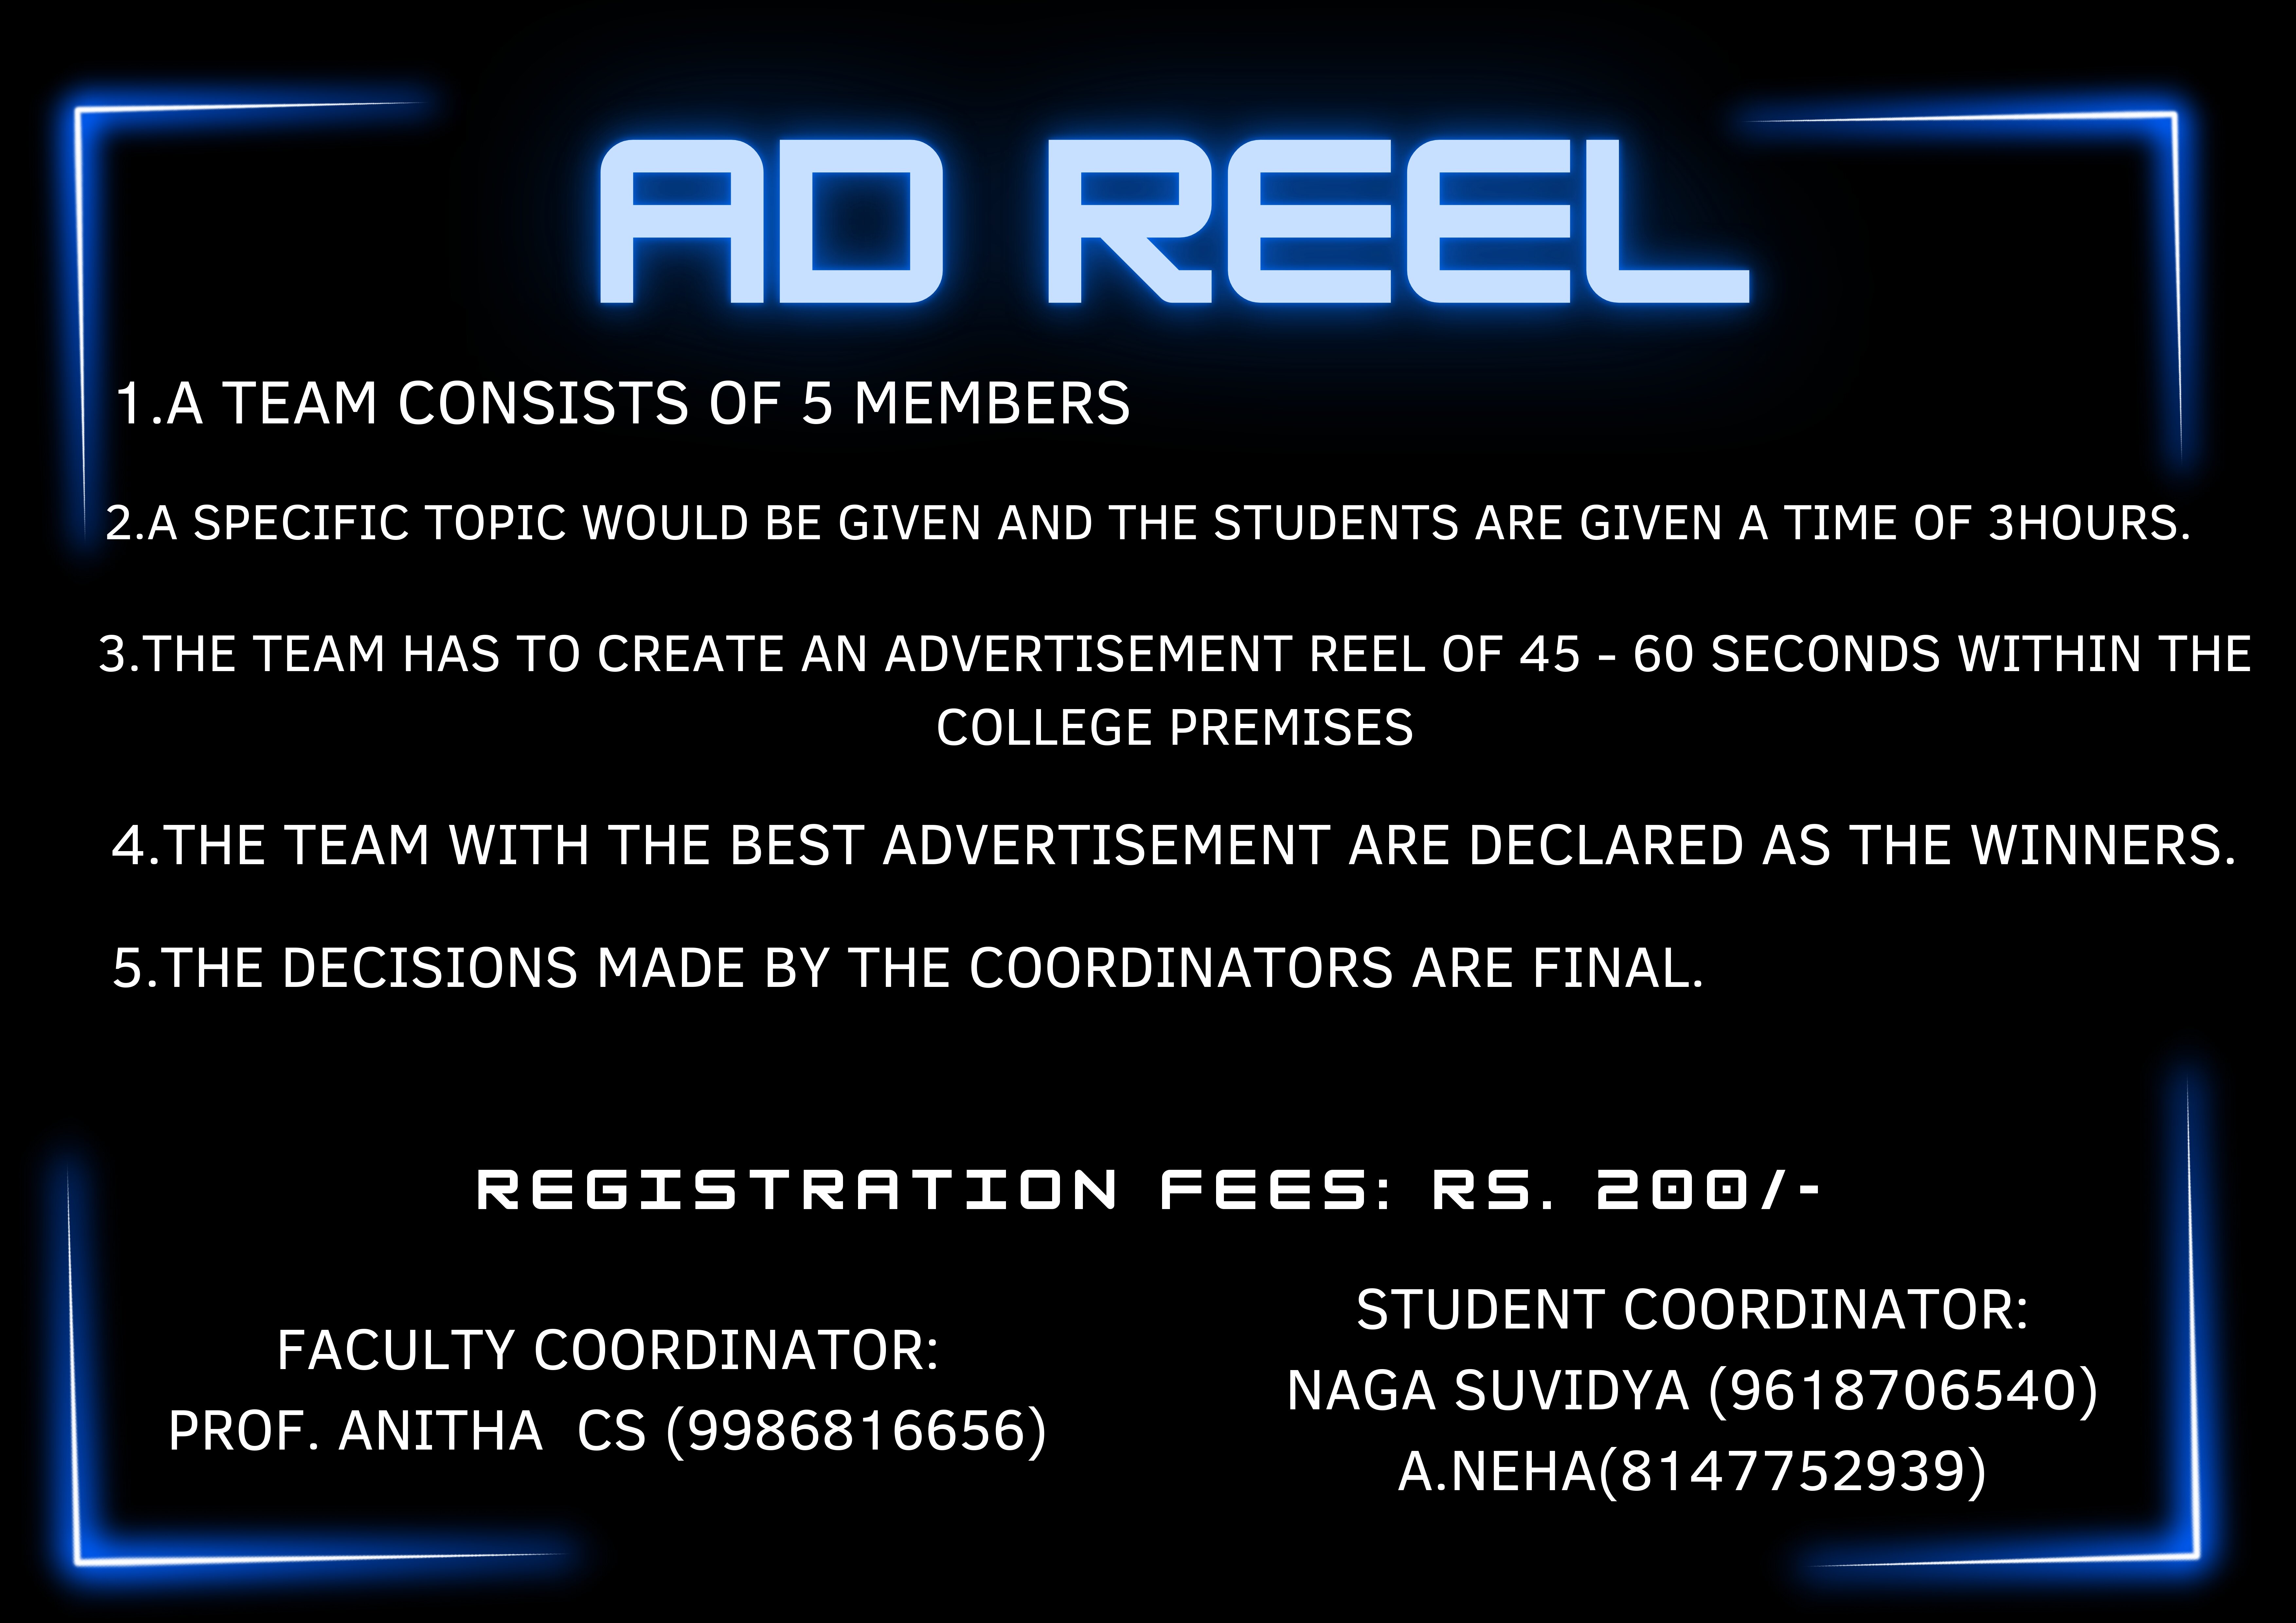 AD REEL
1.A TEAM CONSISTS OF 5 MEMBERS
2.A SPECIFIC TOPIC WOULD BE GIVEN AND THE STUDENTS ARE GIVEN A TIME OF 3HOURS.
3.THE TEAM HAS TO CREATE AN ADVERTISEMENT REEL OF 45 - 60 SECONDS WITHIN THE
COLLEGE PREMISES
4.THE TEAM WITH THE BEST ADVERTISEMENT ARE DECLARED AS THE WINNERS.
5.THE DECISIONS MADE BY THE COORDINATORS ARE FINAL.
REGISTRATION FEES: RS. 200/-
FACULTY COORDINATOR:
PROF. ANITHA  CS (9986816656)
STUDENT COORDINATOR:
NAGA SUVIDYA (9618706540)
A.NEHA(8147752939)